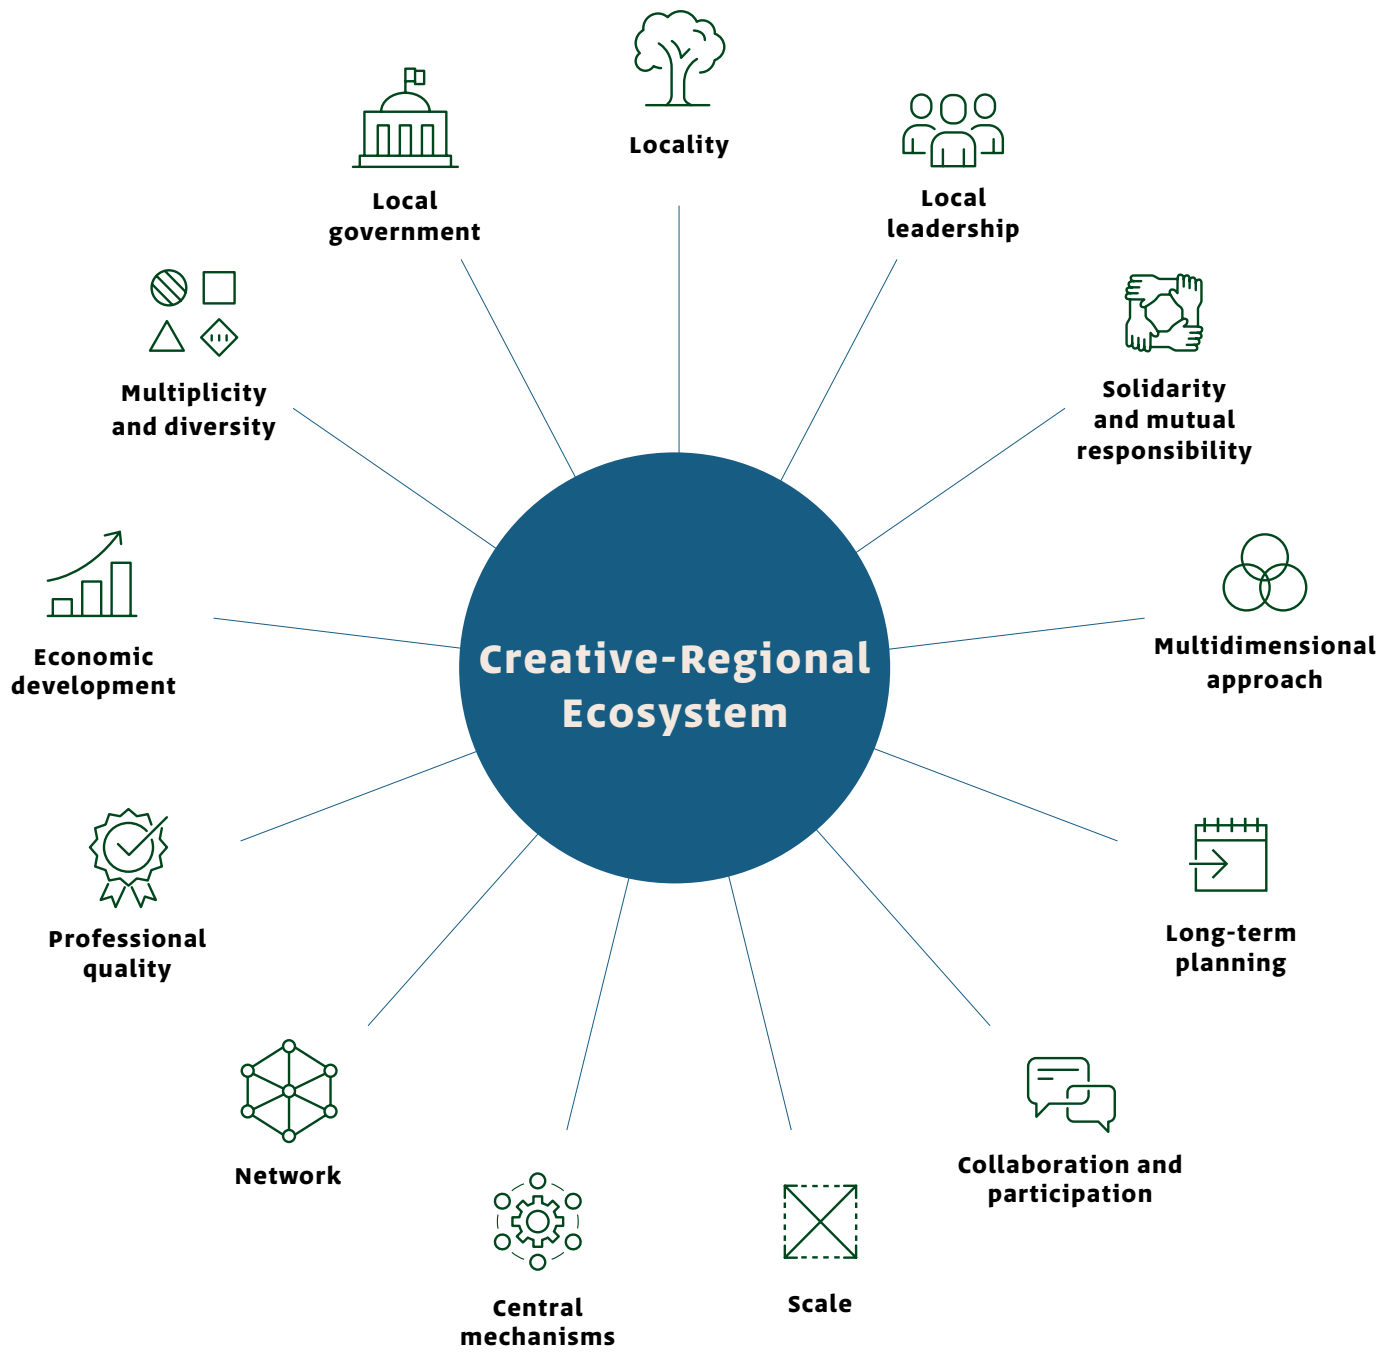 Locality
Local
leadership
Solidarity
and mutual
responsibility
Multidimensional
approach
Long-term
planning
Collaboration and
participation
Scale
Central
mechanisms
Network
Professional
quality
Economic
development
Multiplicity
and diversity
Local
government
Creative-Regional
Ecosystem